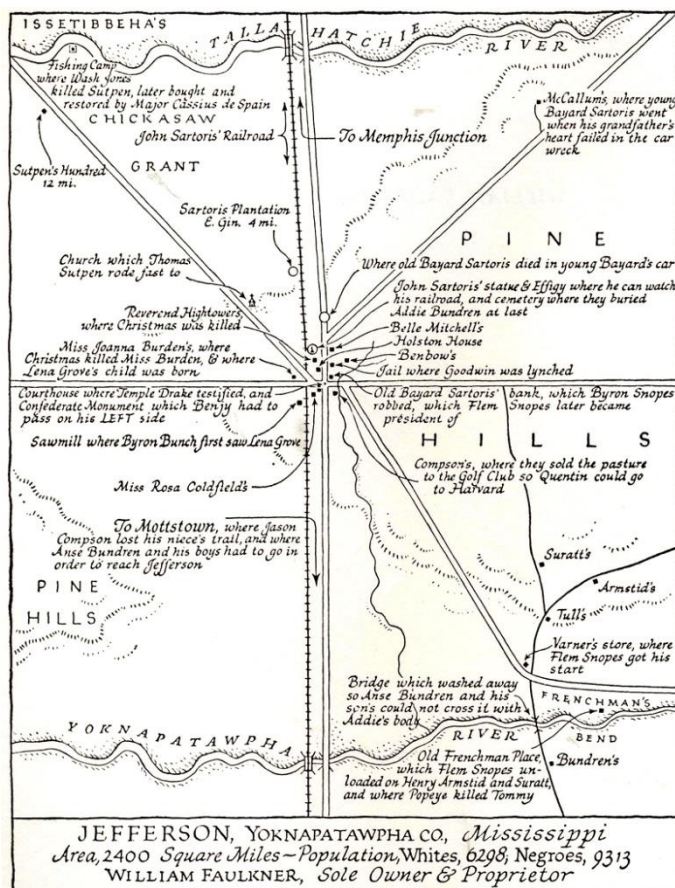 ISSETIBBEHA'S
TALLAHATCHIE
RIVER
Fishing Camp
where Wash Jones
killed Sutpen, later bought and
restored by Major Cassius de Spain
CHICKASAW
John Sartoris' Railroad
GRANT
To Memphis Junction
McCallum's, where young
Bayard Sartoris went
when his grandfather's
heart failed in the car
wreck
Sutpen's Hundred
12 mi.
Sartoris Plantation
E. Gin. 4 mi.
PINE
Church which Thomas
Sutpen rode fast to
Where old Bayard Sartoris died in young Bayard's car
John Sartoris' statue & Effigy where he can watch
his railroad, and cemetery where they buried
Addie Bundren at last
Reverend Hightower's,
where Christmas was killed
Belle Mitchell's
Holston House
Benbow's
Jail where Goodwin was lynched
Miss Joanna Burden's, where
Christmas killed Miss Burden, & where
Lena Grove's child was born
Courthouse where Temple Drake testified, and
Confederate Monument which Benjy had to
pass on his LEFT side
Old Bayard Sartoris' bank, which Byron Snopes
robbed, which Flem Snopes later became
president of
Sawmill where Byron Bunch first saw Lena Grove
HILLS
Miss Rosa Coldfield's
Compson's, where they sold the pasture
to the Golf Club so Quentin could go
to Harvard
To Mottstown, where Jason
Compson lost his niece's trail, and where
Anse Bundren and his boys had to go in
order to reach Jefferson
PINE
HILLS
Suratt's
Armstid's
Tull's
Varner's store, where
Flem Snopes got his
start
Bridge which washed away
so Anse Bundren and his
sons could not cross it with
Addie's body
FRENCHMAN'S
BEND
YOKNAPATAWPHA
RIVER
Old Frenchman Place,
which Flem Snopes un-
loaded on Henry Armstid and Suratt,
and where Popeye killed Tommy
Bundren's
JEFFERSON, YOKNAPATAWPHA CO., Mississippi
Area, 2400 Square Miles ~ Population, Whites, 6298; Negroes, 9313
WILLIAM FAULKNER, Sole Owner & Proprietor